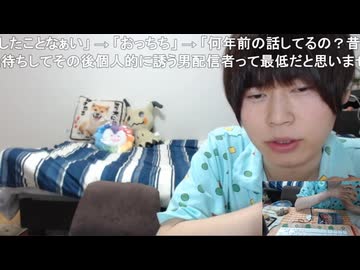 したことなぁい」→「おっちち」→「何年前の話してるの？昔
待ちしてその後個人的に誘う男配信者って最低だと思いませ